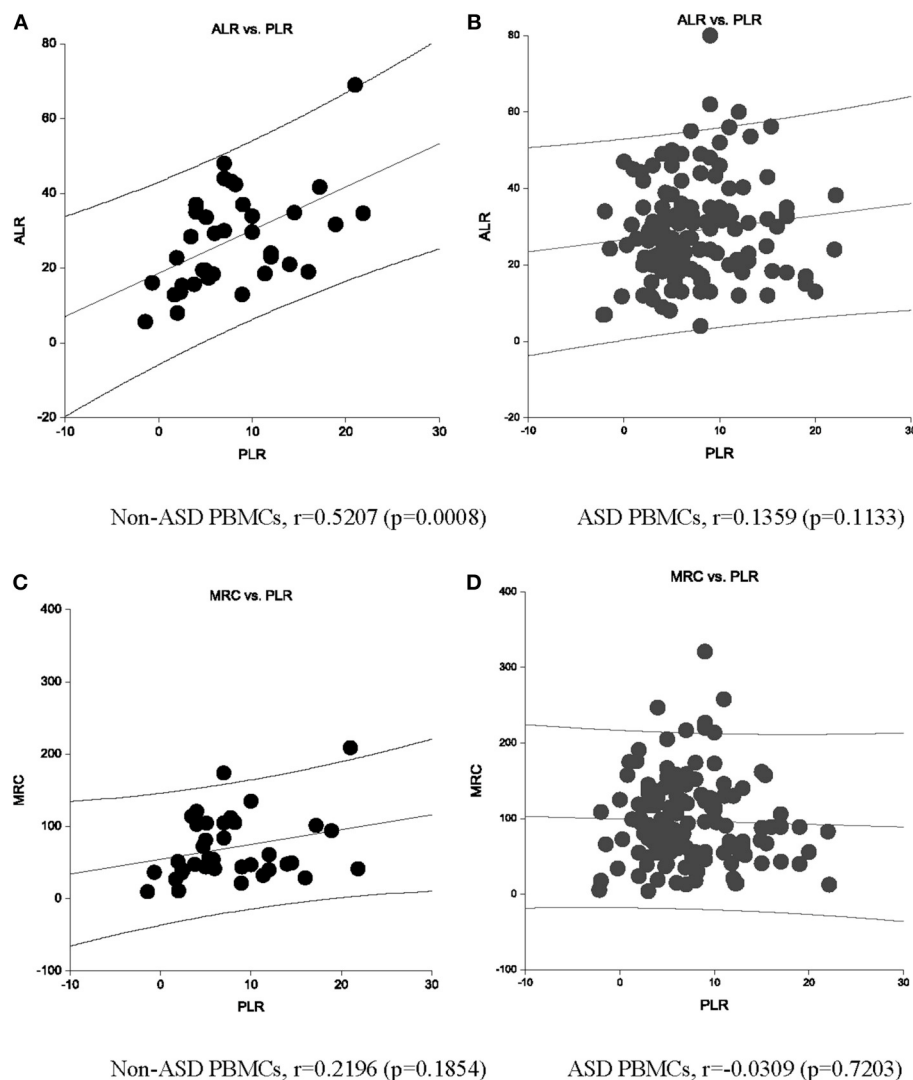 A
ALR vs. PLR
80
60
40
20
0
-20
ALR
-10 0 10 20 30
PLR
B
ALR vs. PLR
80
60
40
20
0
-20
ALR
-10 0 10 20 30
PLR
Non-ASD PBMCs, r=0.5207 (p=0.0008)
ASD PBMCs, r=0.1359 (p=0.1133)
C
MRC vs. PLR
400
300
200
100
0
-100
MRC
-10 0 10 20 30
PLR
D
MRC vs. PLR
400
300
200
100
0
-100
MRC
-10 0 10 20 30
PLR
Non-ASD PBMCs, r=0.2196 (p=0.1854)
ASD PBMCs, r=-0.0309 (p=0.7203)